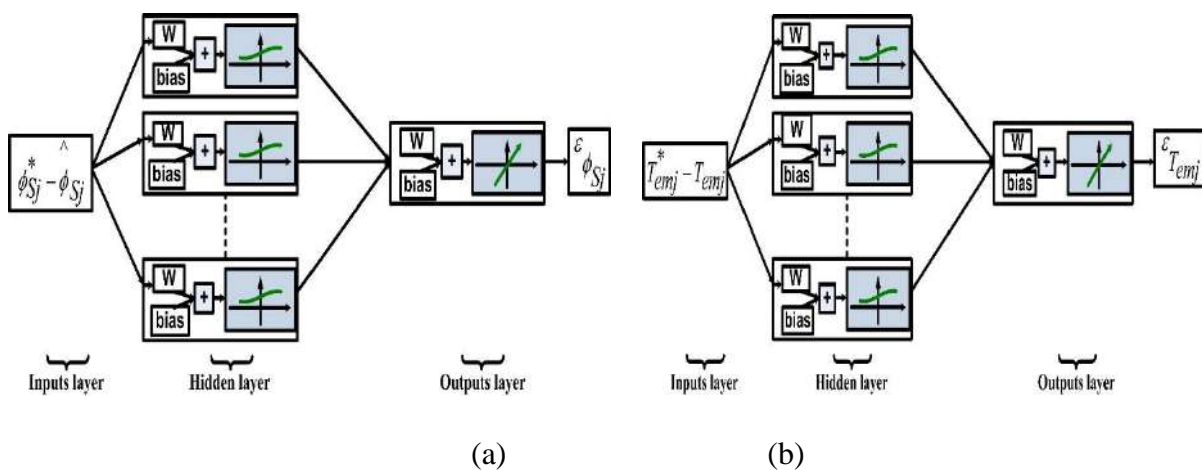 W
bias
+
W
bias
+
W
bias
+
ϕ*Sj − ϕ̂Sj
W
bias
+
εϕSj
Inputs layer
Hidden layer
Outputs layer
(a)
W
bias
+
W
bias
+
W
bias
+
T*emj − Temj
W
bias
+
εTemj
Inputs layer
Hidden layer
Outputs layer
(b)